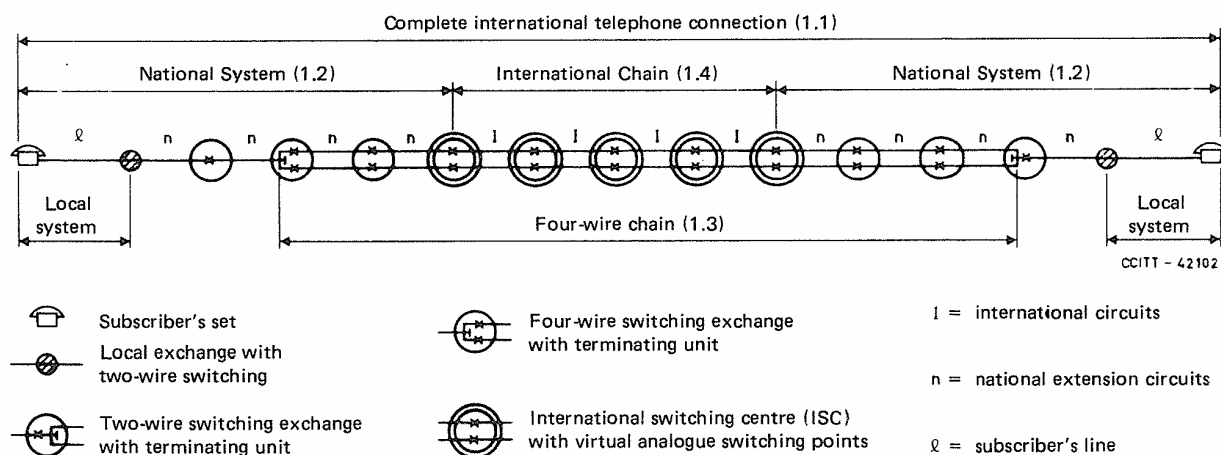 Complete international telephone connection (1.1)
National System (1.2)
International Chain (1.4)
National System (1.2)
ℓ n n n n I I I I n n n ℓ
Local system
Four-wire chain (1.3)
Local system
CCITT - 42102
Subscriber's set
Local exchange with
two-wire switching
Two-wire switching exchange
with terminating unit
Four-wire switching exchange
with terminating unit
International switching centre (ISC)
with virtual analogue switching points
I = international circuits
n = national extension circuits
ℓ = subscriber's line